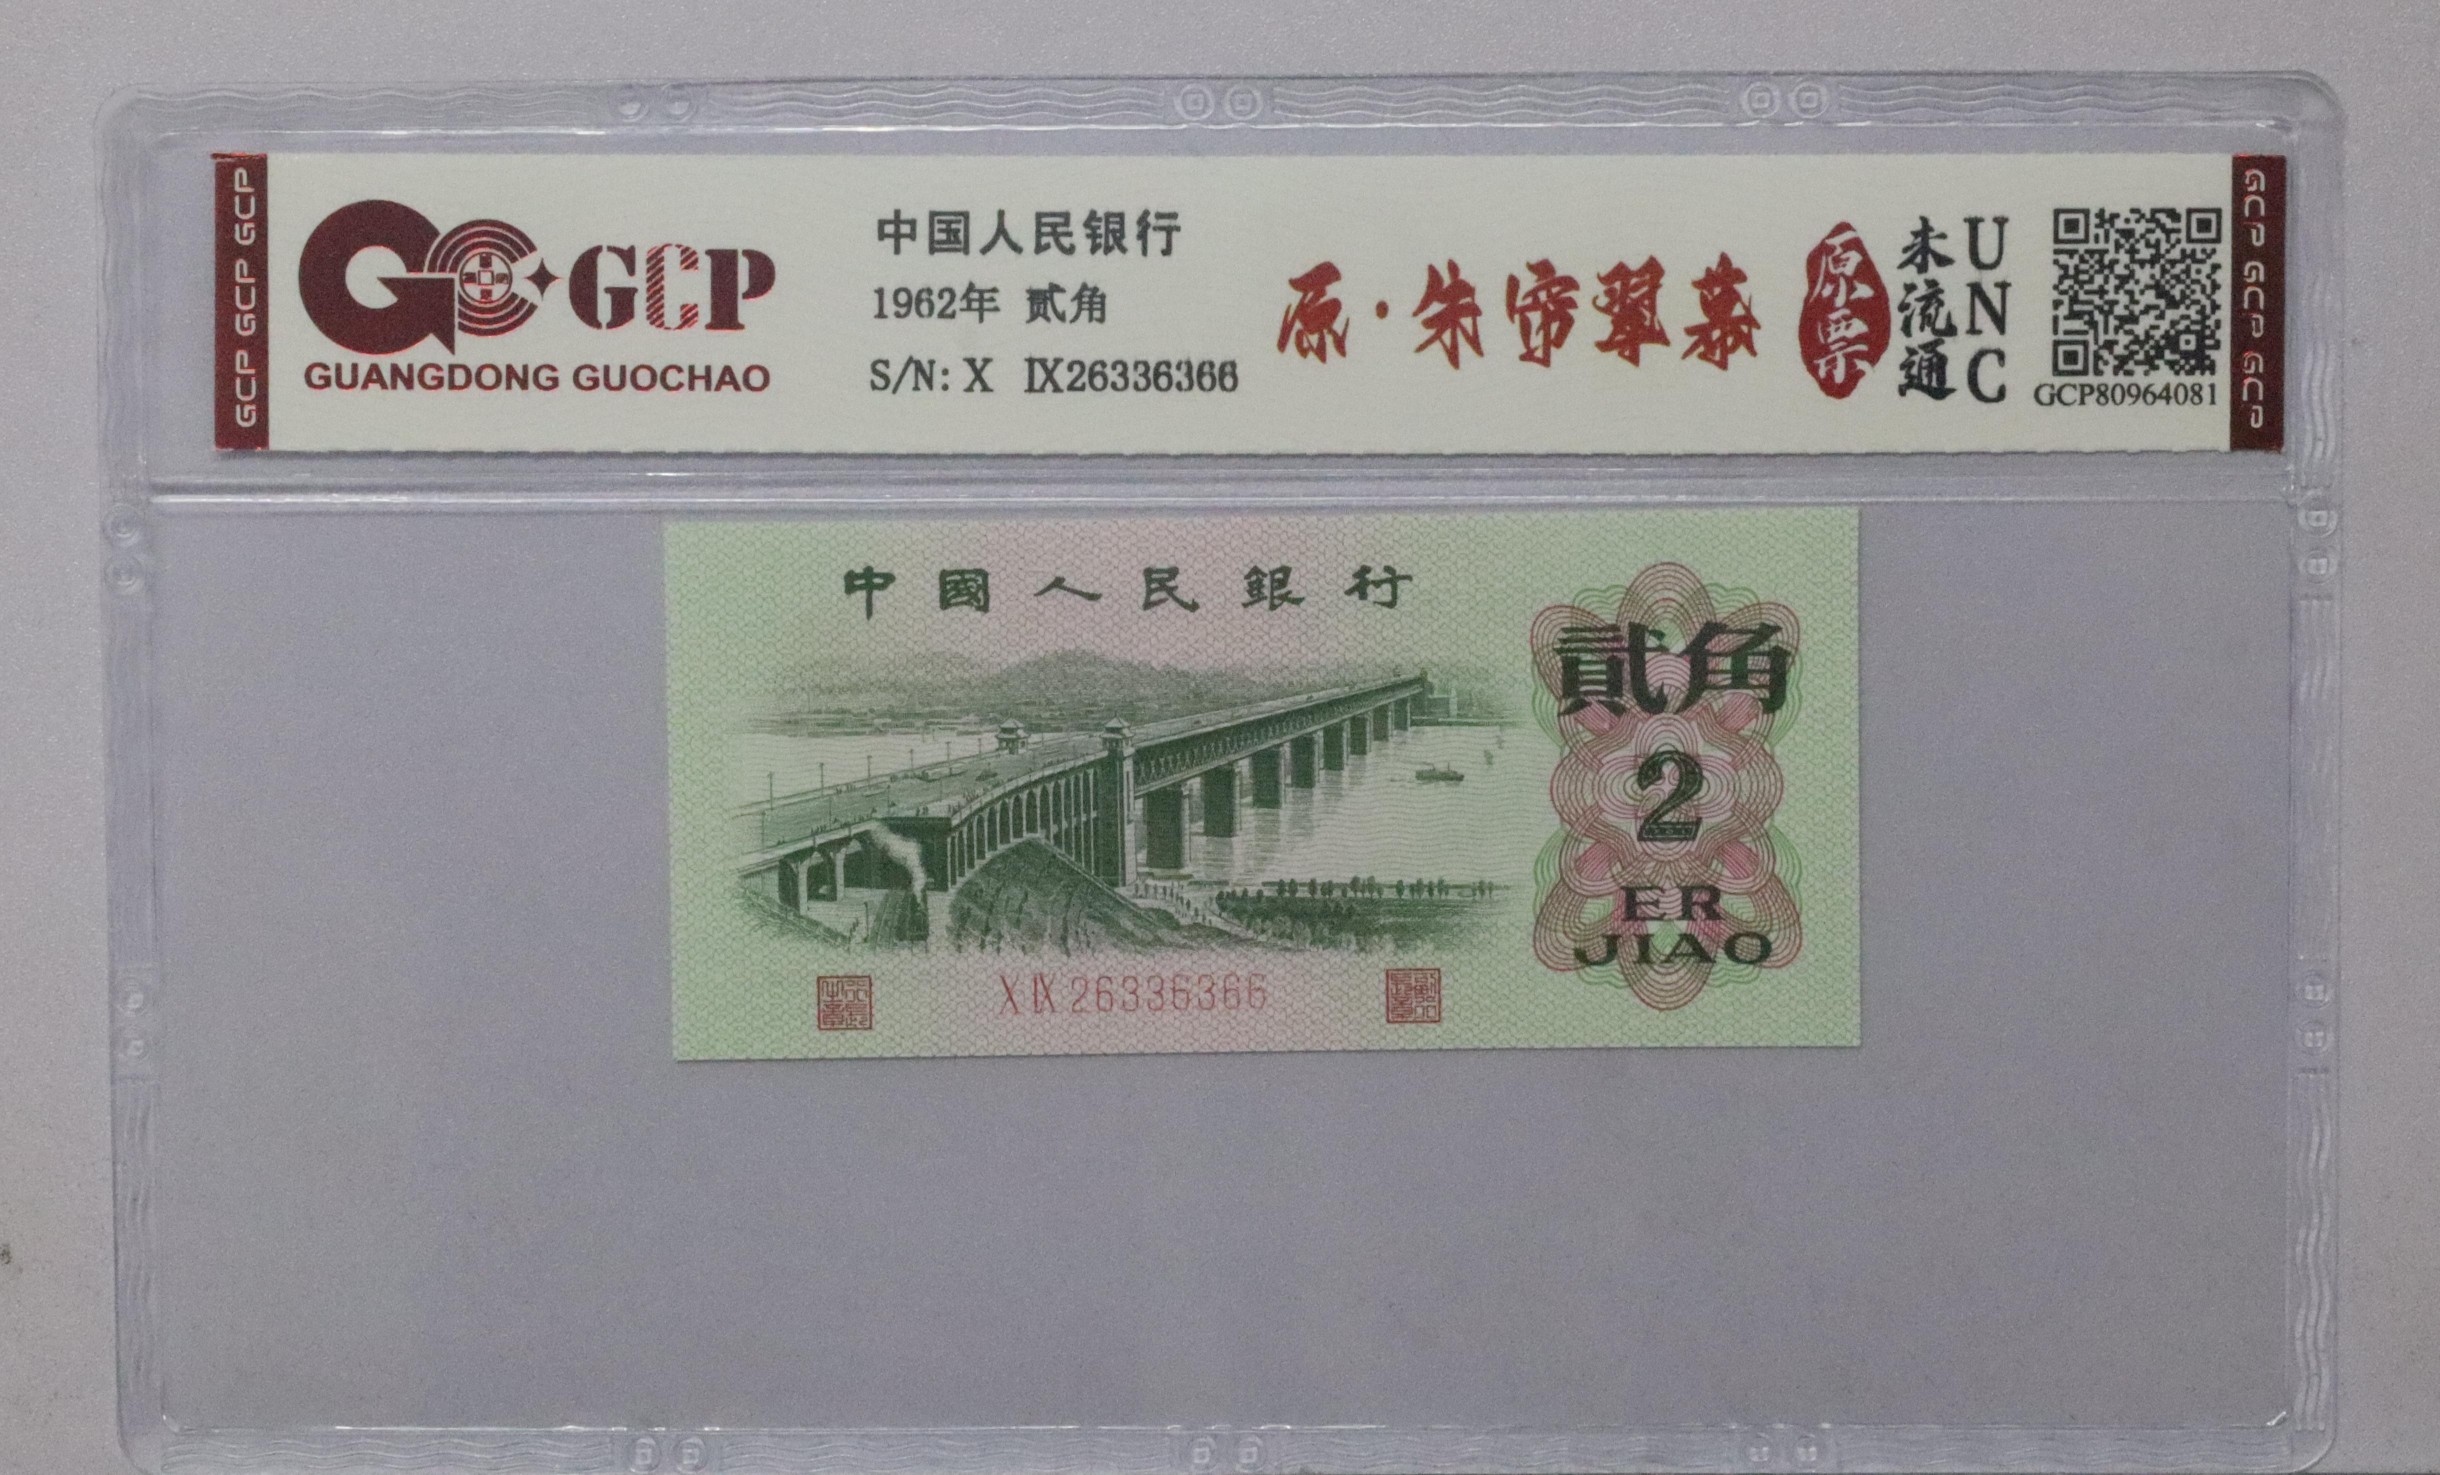 GCP GCP GCP
GCP
GUANGDONG GUOCHAO
中国人民银行
1962年 贰角
S/N: X Ⅸ26336366
原·朱帘翠幕
原票
未流通
UNC
GCP80964081
GCP GCP GCP
中國人民銀行
貳角
2
ER
JIAO
X Ⅸ 26336366